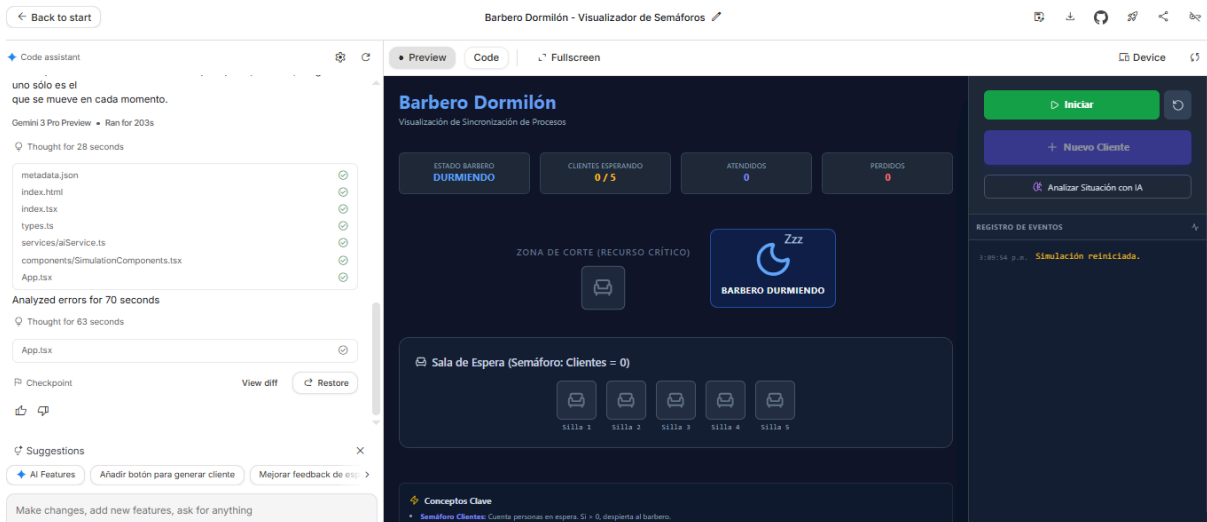 Back to start
Barbero Dormilón - Visualizador de Semáforos
Code assistant
uno sólo es el
que se mueve en cada momento.
Gemini 3 Pro Preview • Ran for 203s
Thought for 28 seconds
metadata.json
index.html
index.tsx
types.ts
services/aiService.ts
components/SimulationComponents.tsx
App.tsx
Analyzed errors for 70 seconds
Thought for 63 seconds
App.tsx
Checkpoint
View diff
Restore
Suggestions
AI Features
Añadir botón para generar cliente
Mejorar feedback de
Make changes, add new features, ask for anything
Preview
Code
Fullscreen
Device
Barbero Dormilón
Visualización de Sincronización de Procesos
ESTADO BARBERO
DURMIENDO
CLIENTES ESPERANDO
0 / 5
ATENDIDOS
0
PERDIDOS
0
ZONA DE CORTE (RECURSO CRÍTICO)
Zzz
BARBERO DURMIENDO
Sala de Espera (Semáforo: Clientes = 0)
Silla 1
Silla 2
Silla 3
Silla 4
Silla 5
Conceptos Clave
• Semáforo Clientes: Cuenta personas en espera. Si > 0, despierta al barbero.
Iniciar
+ Nuevo Cliente
Analizar Situación con IA
REGISTRO DE EVENTOS
3:09:54 p.m. Simulación reiniciada.